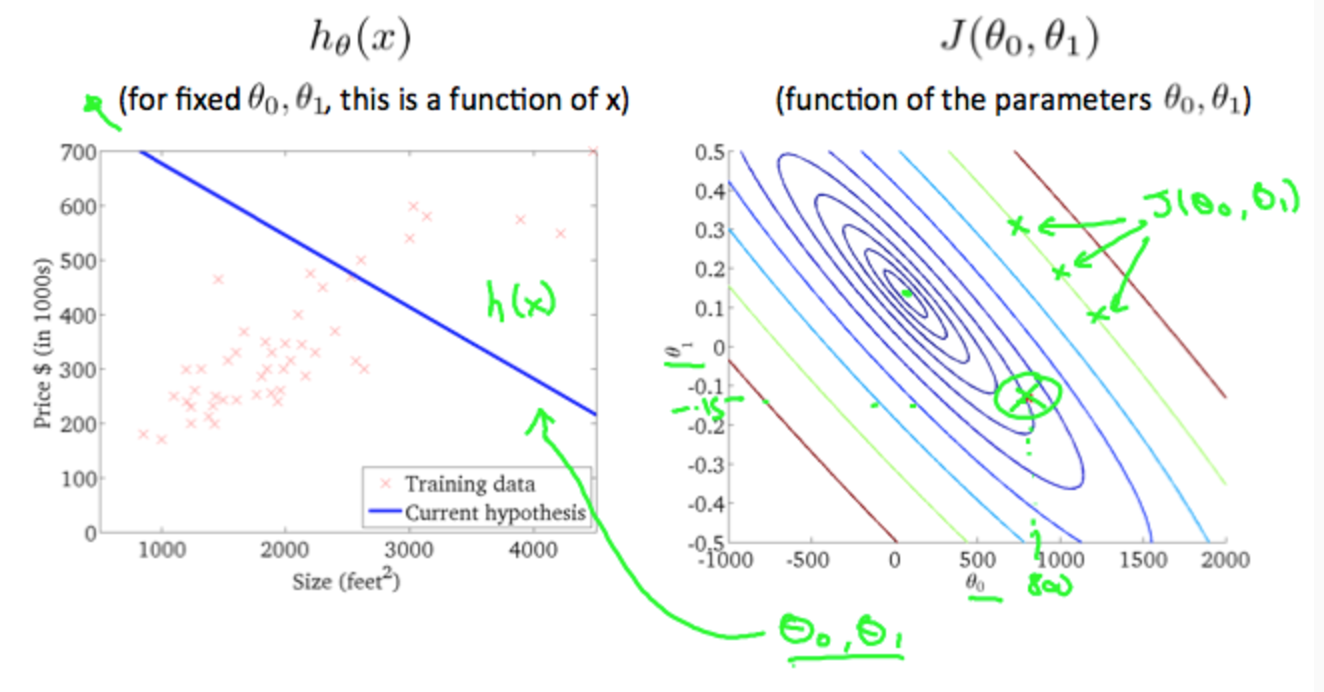 hθ(x)
(for fixed θ0, θ1, this is a function of x)
700
600
500
400
300
200
100
0
Price $ (in 1000s)
h(x)
Training data
Current hypothesis
1000 2000 3000 4000
Size (feet²)
J(θ0, θ1)
(function of the parameters θ0, θ1)
0.5
0.4
0.3
0.2
0.1
0
-0.1
-0.2
-0.3
-0.4
-0.5
θ1
-.15
J(θ0, θ1)
-1000 -500 0 500 1000 1500 2000
θ0
800
θ0, θ1